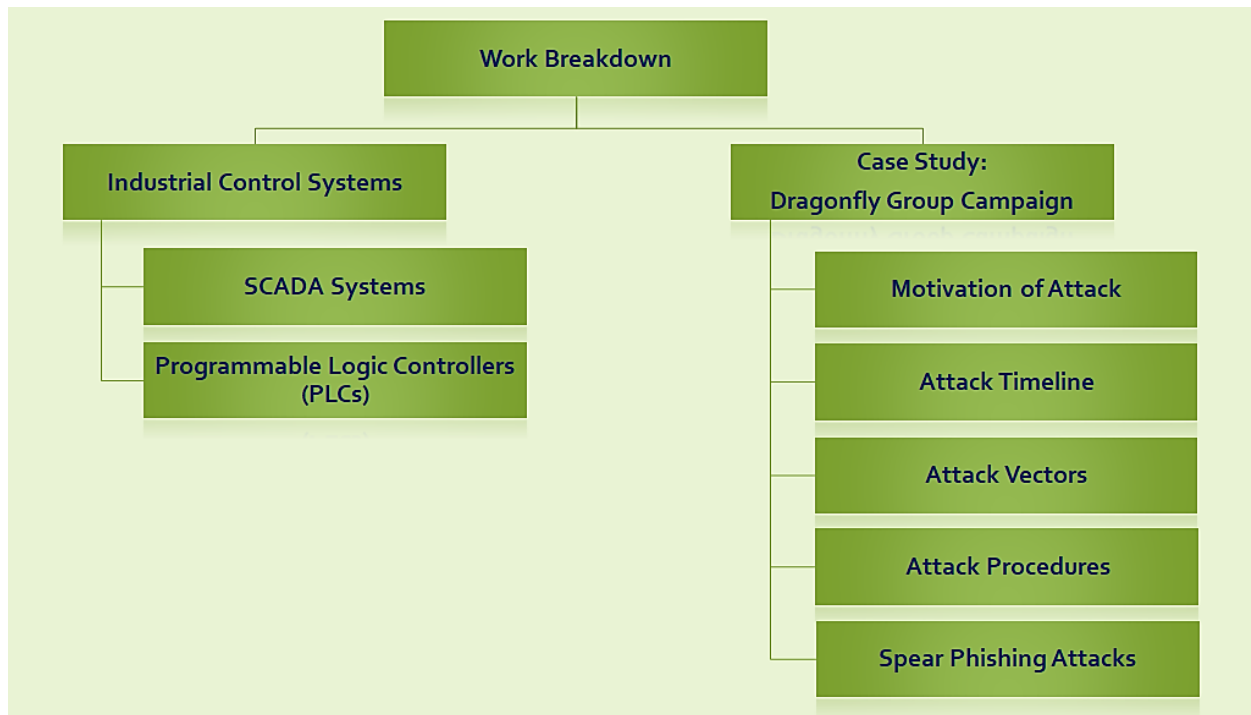 Work Breakdown
Industrial Control Systems
SCADA Systems
Programmable Logic Controllers
(PLCs)
Case Study:
Dragonfly Group Campaign
Motivation of Attack
Attack Timeline
Attack Vectors
Attack Procedures
Spear Phishing Attacks